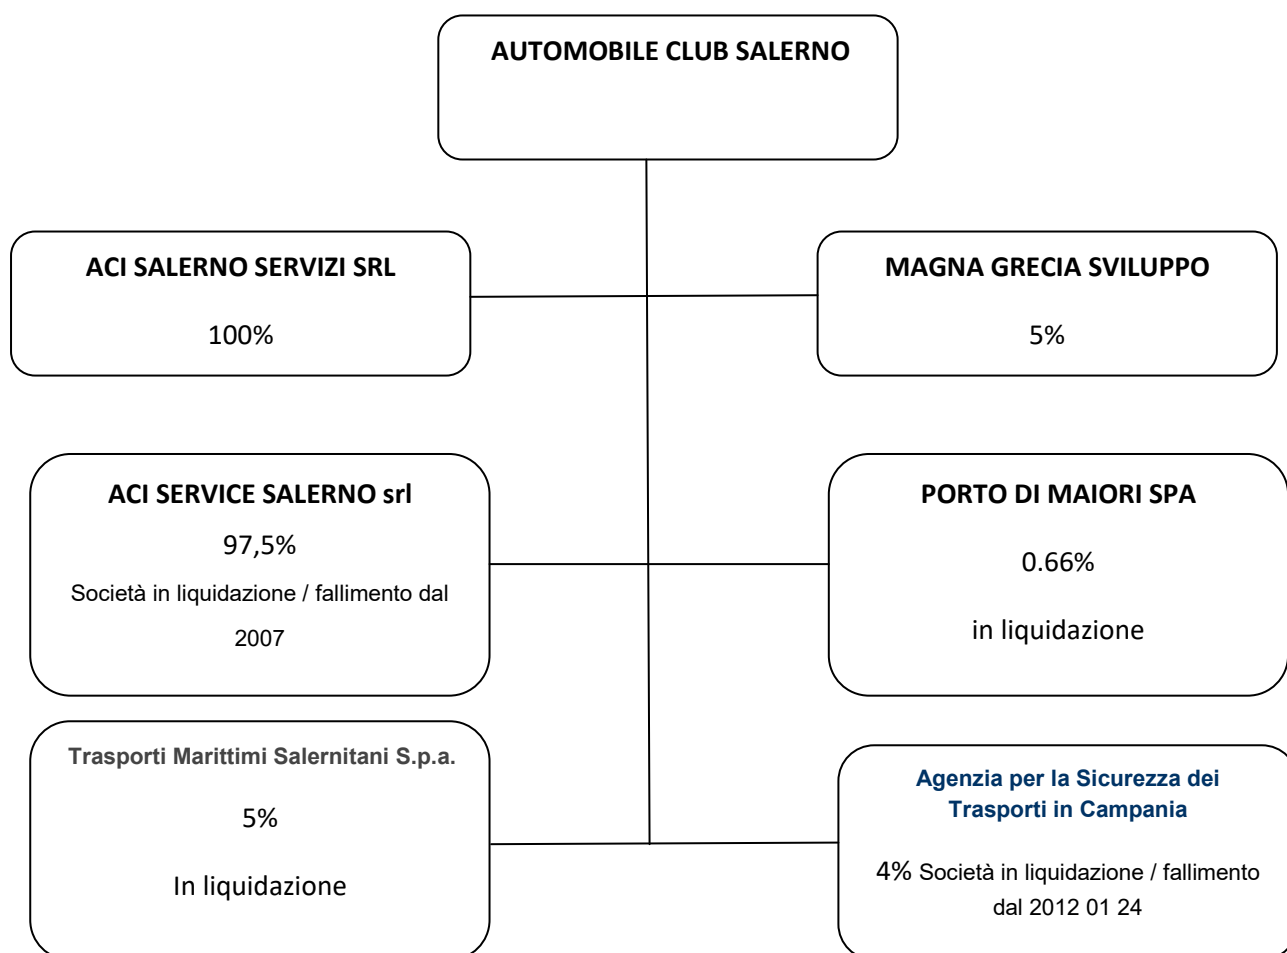 AUTOMOBILE CLUB SALERNO
ACI SALERNO SERVIZI SRL
100%
MAGNA GRECIA SVILUPPO
5%
ACI SERVICE SALERNO srl
97,5%
Società in liquidazione / fallimento dal
2007
PORTO DI MAIORI SPA
0.66%
in liquidazione
Trasporti Marittimi Salernitani S.p.a.
5%
In liquidazione
Agenzia per la Sicurezza dei
Trasporti in Campania
4% Società in liquidazione / fallimento
dal 2012 01 24